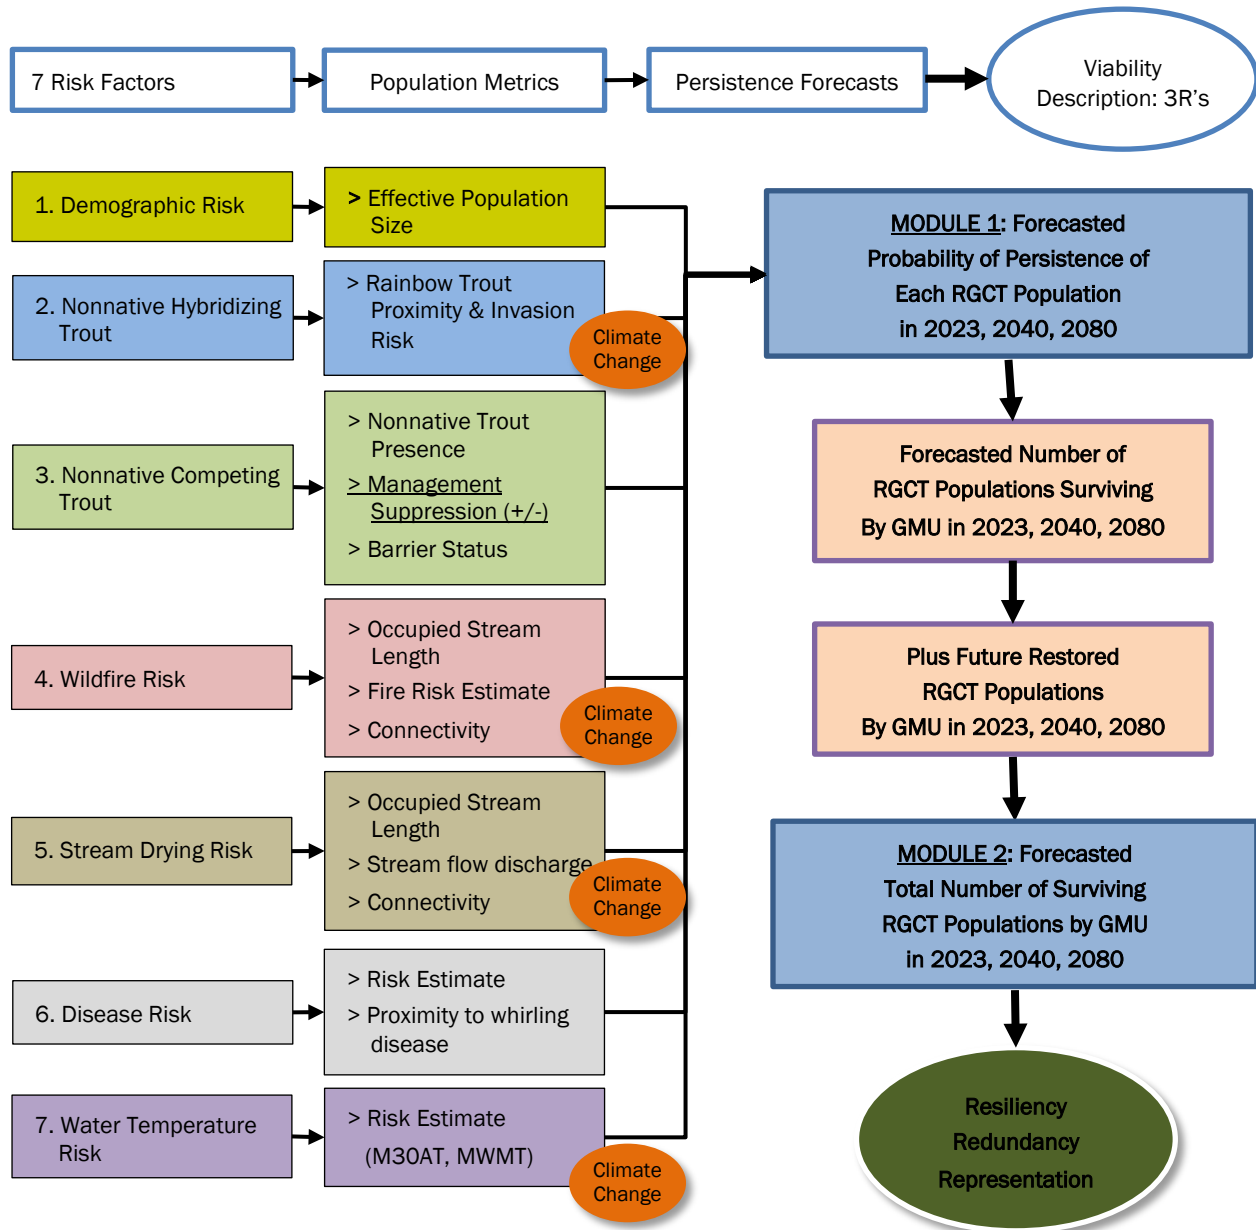 7 Risk Factors
Population Metrics
Persistence Forecasts
Viability
Description: 3R's
1. Demographic Risk
> Effective Population
Size
2. Nonnative Hybridizing
Trout
> Rainbow Trout
Proximity & Invasion
Risk
Climate
Change
3. Nonnative Competing
Trout
> Nonnative Trout
Presence
> Management
Suppression (+/-)
> Barrier Status
4. Wildfire Risk
> Occupied Stream
Length
> Fire Risk Estimate
> Connectivity
Climate
Change
5. Stream Drying Risk
> Occupied Stream
Length
> Stream flow discharge
> Connectivity
Climate
Change
6. Disease Risk
> Risk Estimate
> Proximity to whirling
disease
7. Water Temperature
Risk
> Risk Estimate
(M30AT, MWMT)
Climate
Change
MODULE 1: Forecasted
Probability of Persistence of
Each RGCT Population
in 2023, 2040, 2080
Forecasted Number of
RGCT Populations Surviving
By GMU in 2023, 2040, 2080
Plus Future Restored
RGCT Populations
By GMU in 2023, 2040, 2080
MODULE 2: Forecasted
Total Number of Surviving
RGCT Populations by GMU
in 2023, 2040, 2080
Resiliency
Redundancy
Representation